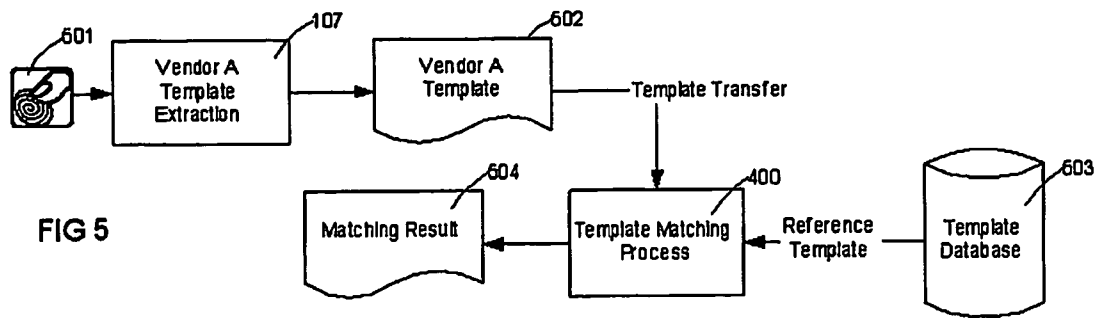 601
107
Vendor A
Template
Extraction
602
Vendor A
Template
Template Transfer
604
Matching Result
400
Template Matching
Process
Reference
Template
603
Template
Database
FIG 5